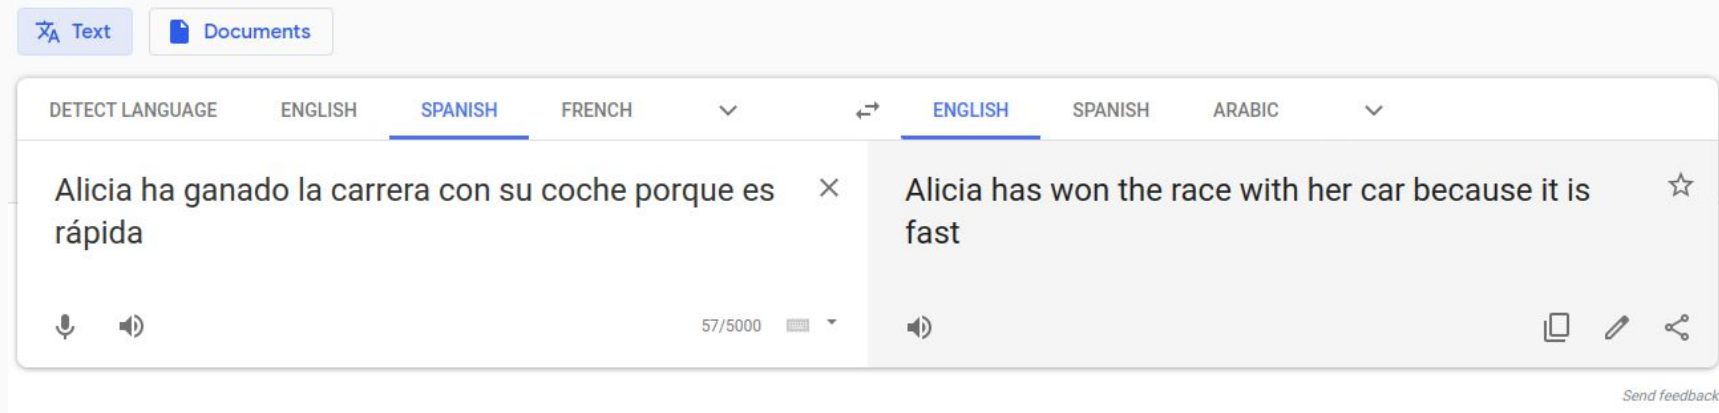 Text
Documents
DETECT LANGUAGE ENGLISH SPANISH FRENCH
ENGLISH SPANISH ARABIC
Alicia ha ganado la carrera con su coche porque es
rápida
57/5000
Alicia has won the race with her car because it is
fast
Send feedback